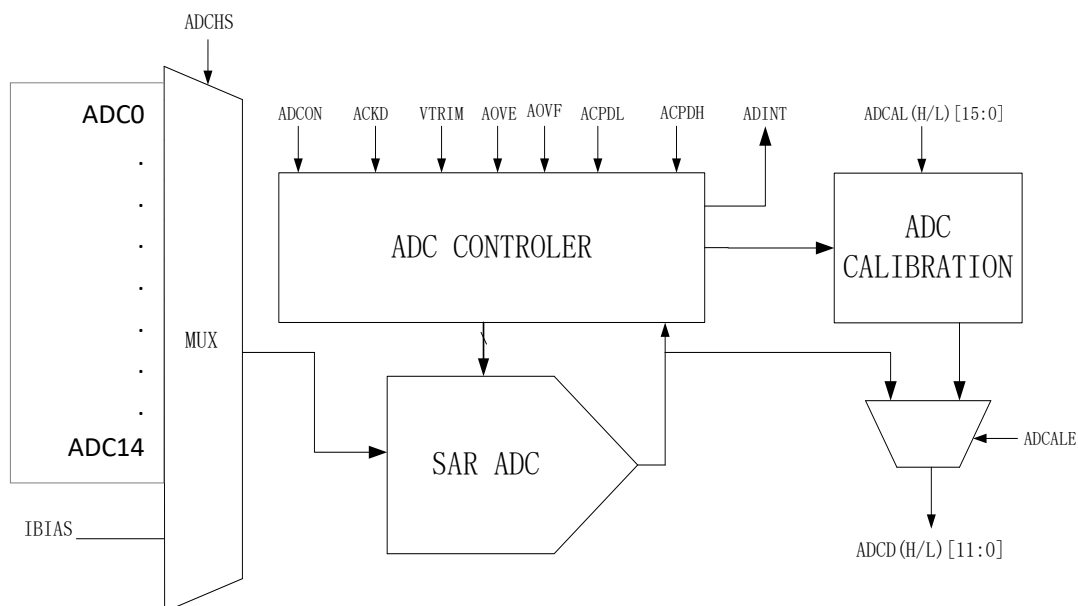 ADCHS
ADC0
ADCON ACKD VTRIM AOVE AOVF ACPDL ACPDH ADINT ADCAL(H/L)[15:0]
ADC CONTROLER
ADC
CALIBRATION
MUX
ADC14
SAR ADC
ADCALE
IBIAS
ADCD(H/L)[11:0]